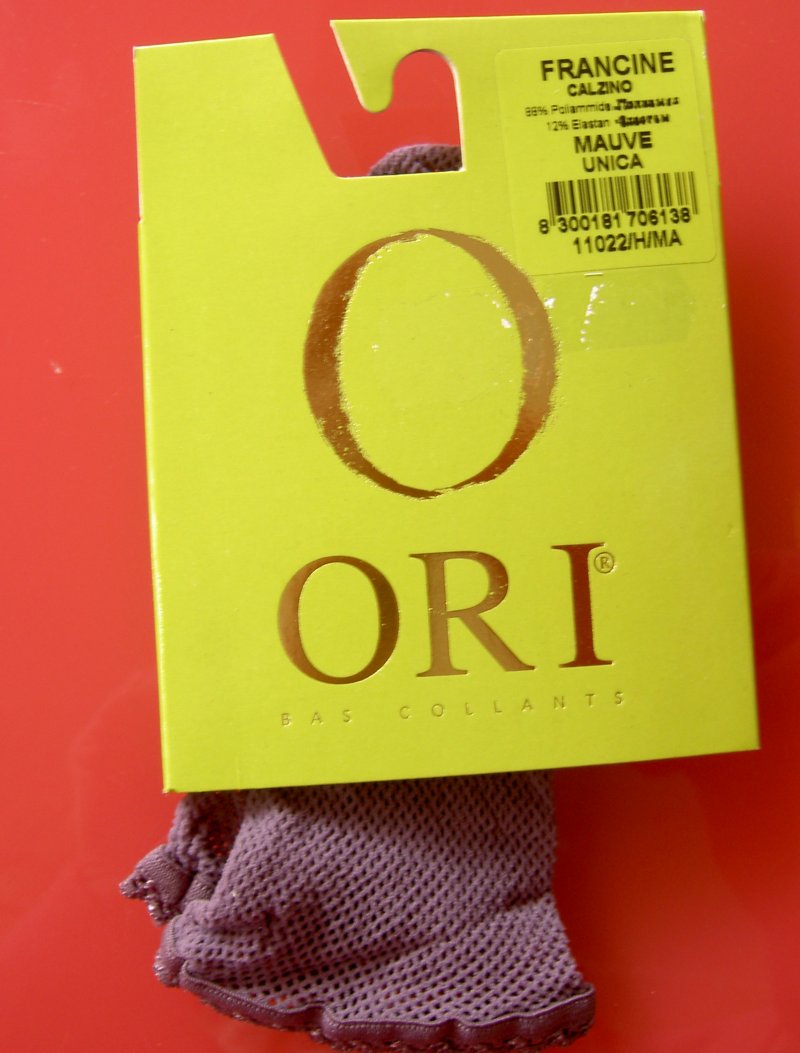 FRANCINE
CALZINO
88% Poliammide
12% Elastan
MAUVE
UNICA
8 300181 706138
11022/H/MA
O
ORI®
BAS COLLANTS